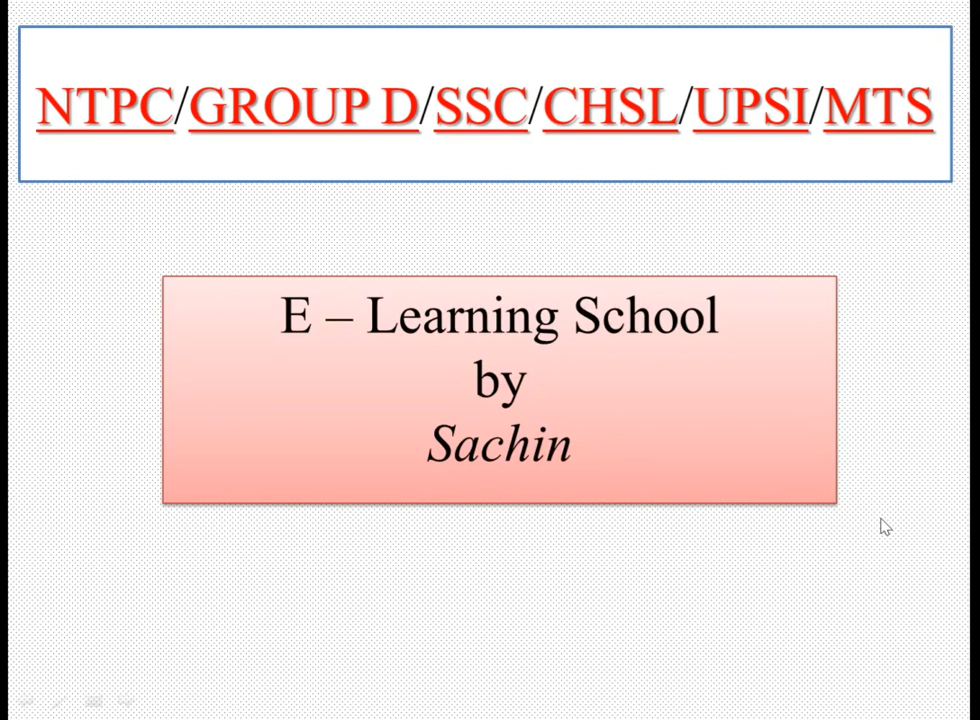 NTPC/GROUP D/SSC/CHSL/UPSI/MTS
E – Learning School
by
Sachin